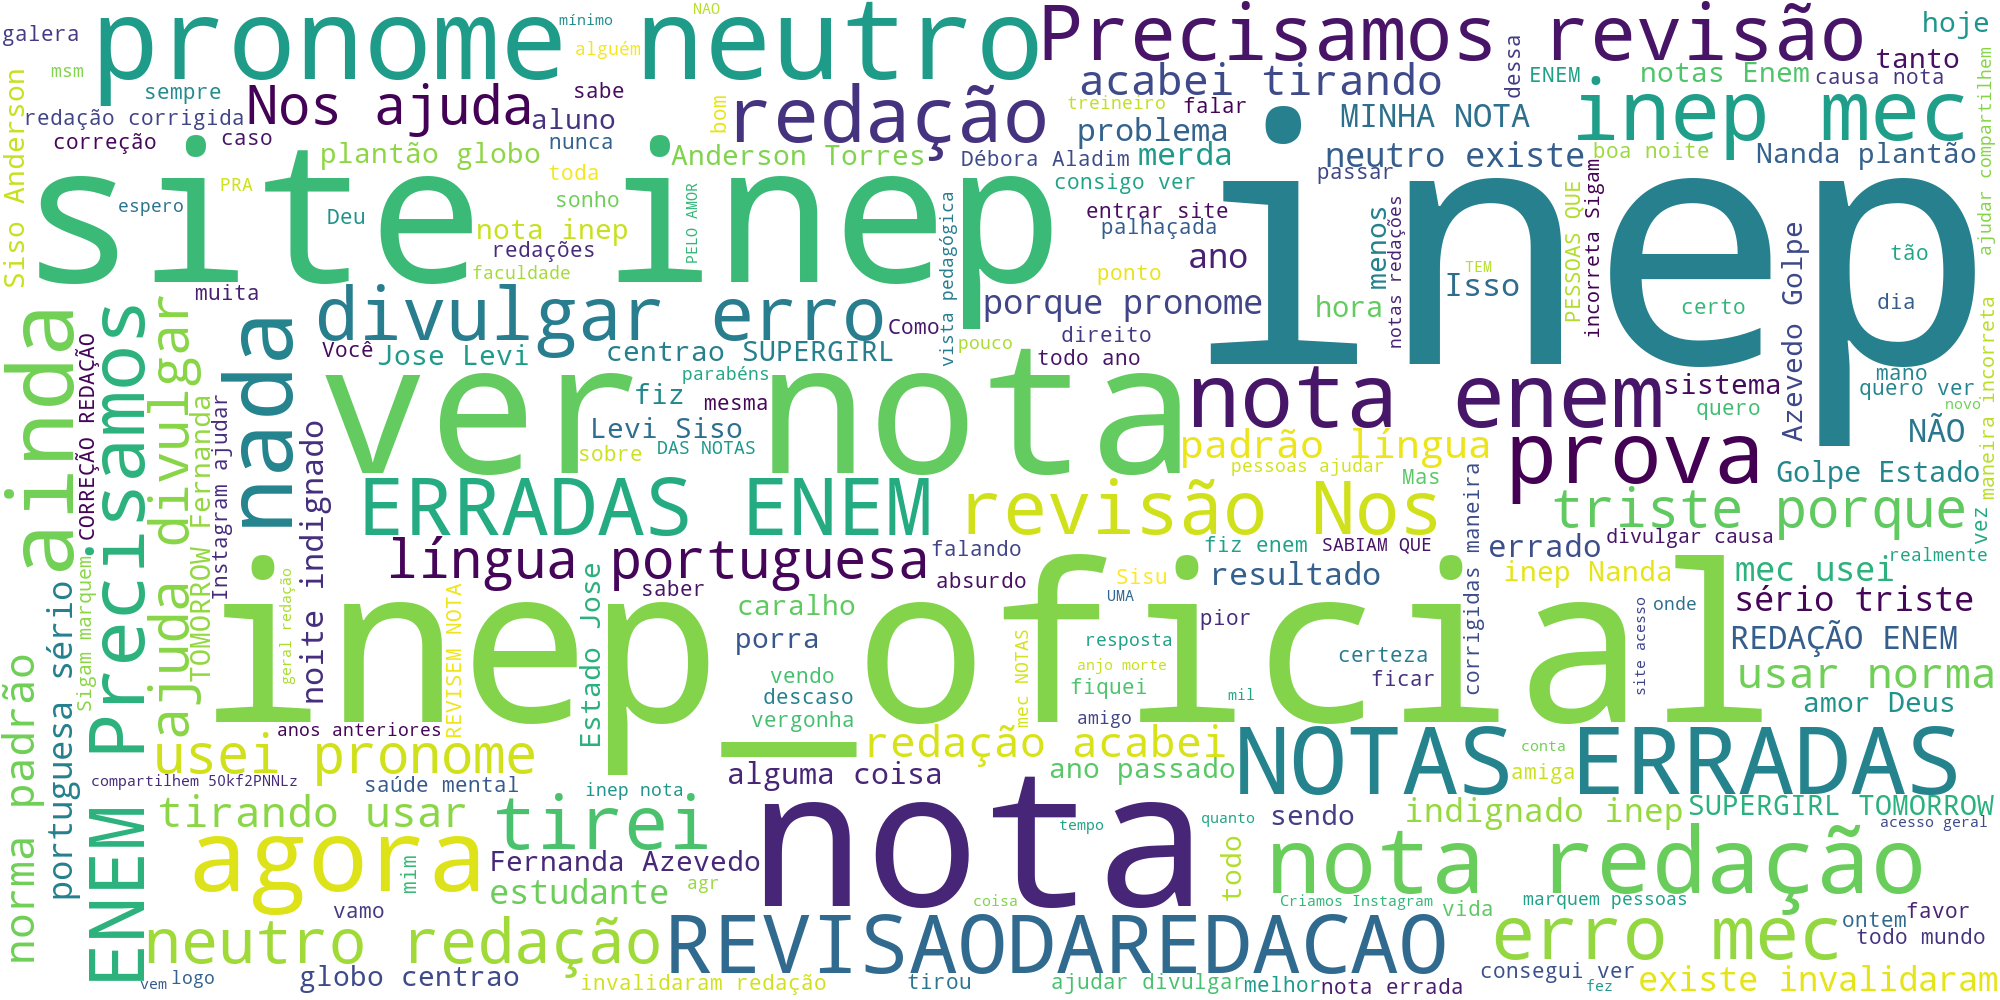 galera
pronome neutro
mínimo
NAO
alguém
msm
sempre
Siso Anderson
redação corrigida
Nos ajuda
sabe
aluno
nunca
correção
caso
plantão globo
PRA
espero
Deu
toda
sonho
nota inep
redações
faculdade
PELO AMOR
bom
redação
Anderson Torres
Precisamos revisão
acabei tirando
treineiro
falar
problema
Débora Aladim
merda
consigo ver
entrar site
palhaçada
ponto
ano
vista pedagógica
dessa
ENEM
MINHA NOTA
neutro existe
passar
menos
notas redações
notas Enem
causa nota
tanto
hoje
inep mec
boa noite
Nanda plantão
ajudar compartilhem
PESSOAS QUE
incorreta Sigam
Azevedo Golpe
tão
dia
certo
TEM
Isso
hora
site inep
inep
muita
divulgar erro
Como
porque pronome
direito
todo ano
pouco
Você
Jose Levi
centrao SUPERGIRL
parabéns
fiz
mesma
Levi Siso
sobre
DAS NOTAS
ver nota
nota enem
sistema
quero
mano
quero ver
novo
NÃO
padrão língua
pessoas ajudar
Mas
prova
Golpe Estado
maneira incorreta
ainda
CORREÇÃO REDAÇÃO
ENEM Precisamos
ajuda divulgar
TOMORROW Fernanda
Instagram ajudar
nada
noite indignado
ERRADAS ENEM
revisão Nos
triste porque
vez
língua portuguesa
falando
absurdo
saber
fiz enem
SABIAM QUE
errado
divulgar causa
realmente
Sisu
UMA
resultado
inep Nanda
mec usei
sério triste
onde
corrigidas maneira
caralho
porra
resposta
pior
anjo morte
certeza
ficar
site acesso
REDAÇÃO ENEM
usar norma
amor Deus
Sigam marquem
portuguesa sério
norma padrão
geral redação
REVISEM NOTA
Estado Jose
inep_oficial
vendo
descaso
vergonha
mec NOTAS
fiquei
amigo
mil
anos anteriores
usei pronome
compartilhem 5Okf2PNNLz
saúde mental
inep nota
alguma coisa
redação acabei
ano passado
NOTAS ERRADAS
conta
amiga
tirando usar
tirei
nota
tempo
quanto
sendo
indignado inep
SUPERGIRL TOMORROW
acesso geral
agora
mim
Fernanda Azevedo
estudante
agr
todo
nota redação
vamo
coisa
Criamos Instagram
vida
marquem pessoas
neutro redação
REVISAODAREDACAO
erro mec
ontem
favor
todo mundo
vem
logo
globo centrao
invalidaram redação
tirou
ajudar divulgar
melhor
nota errada
consegui ver
fez
existe invalidaram